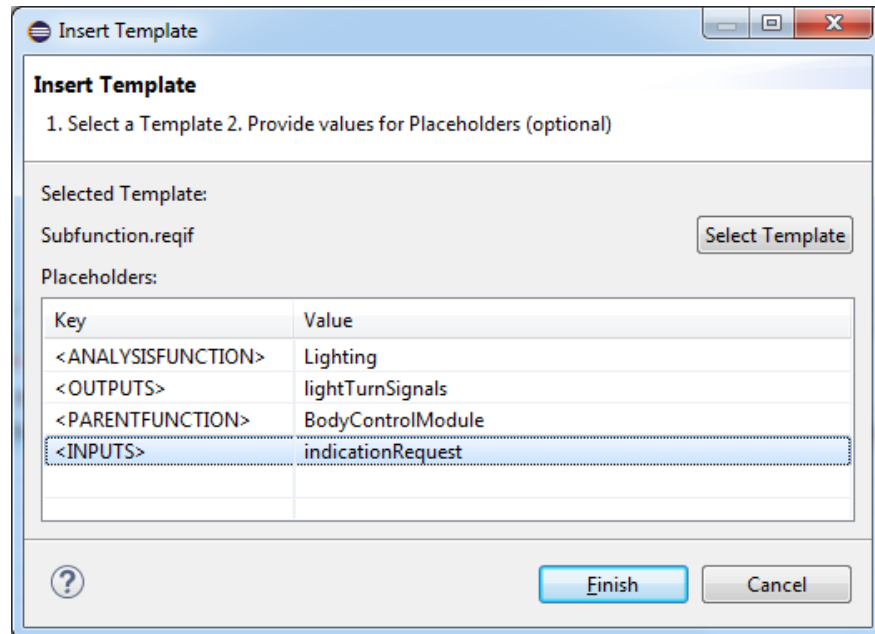 Insert Template
Insert Template
1. Select a Template 2. Provide values for Placeholders (optional)
Selected Template:
Subfunction.reqif
Select Template
Placeholders:
Key Value
<ANALYSISFUNCTION> Lighting
<OUTPUTS> lightTurnSignals
<PARENTFUNCTION> BodyControlModule
<INPUTS> indicationRequest
?
Finish Cancel